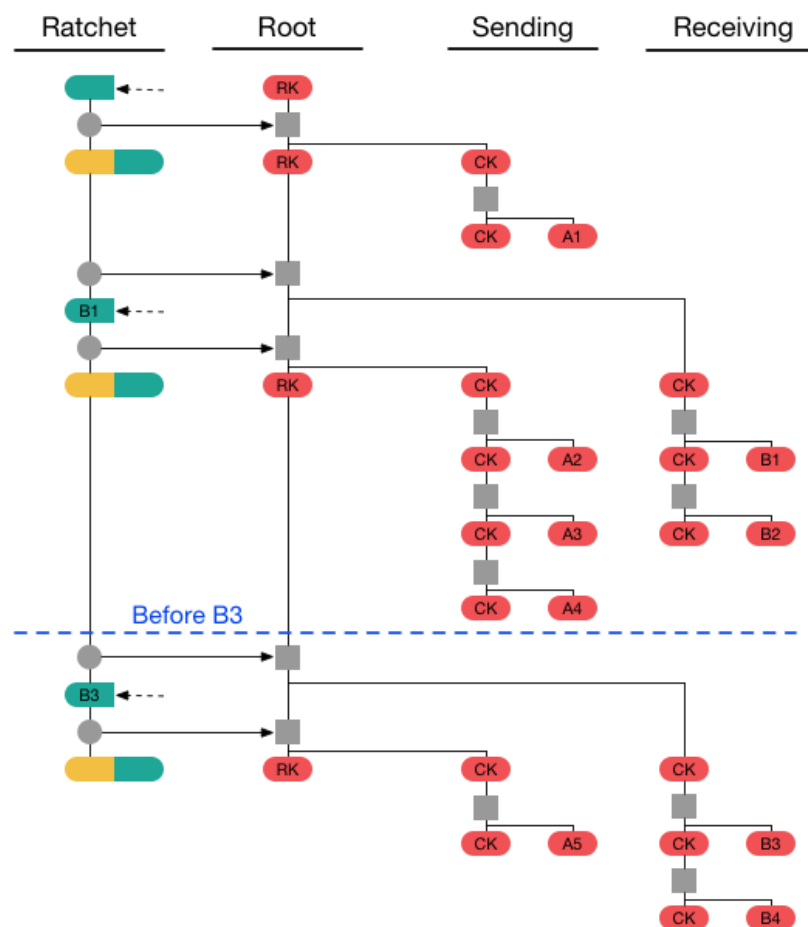 Ratchet Root Sending Receiving
RK
RK CK
CK A1
B1
RK CK CK
CK A2 CK B1
CK A3 CK B2
CK A4
Before B3
B3
RK CK CK
CK A5 CK B3
CK B4